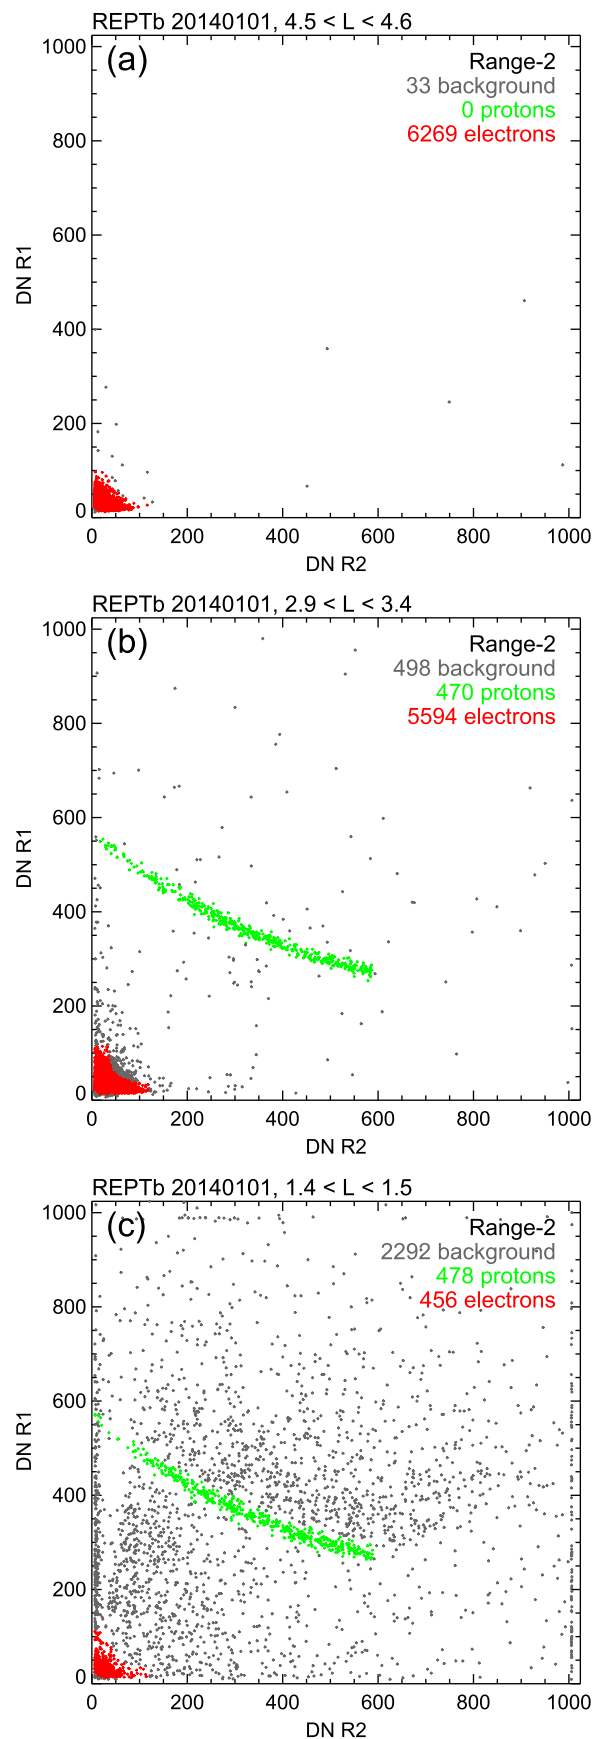 REPTb 20140101, 4.5 < L < 4.6
(a)
Range-2
33 background
0 protons
6269 electrons
1000
800
600
400
200
0
DN R1
0 200 400 600 800 1000
DN R2
REPTb 20140101, 2.9 < L < 3.4
(b)
Range-2
498 background
470 protons
5594 electrons
1000
800
600
400
200
0
DN R1
0 200 400 600 800 1000
DN R2
REPTb 20140101, 1.4 < L < 1.5
(c)
Range-2
2292 background
478 protons
456 electrons
1000
800
600
400
200
0
DN R1
0 200 400 600 800 1000
DN R2